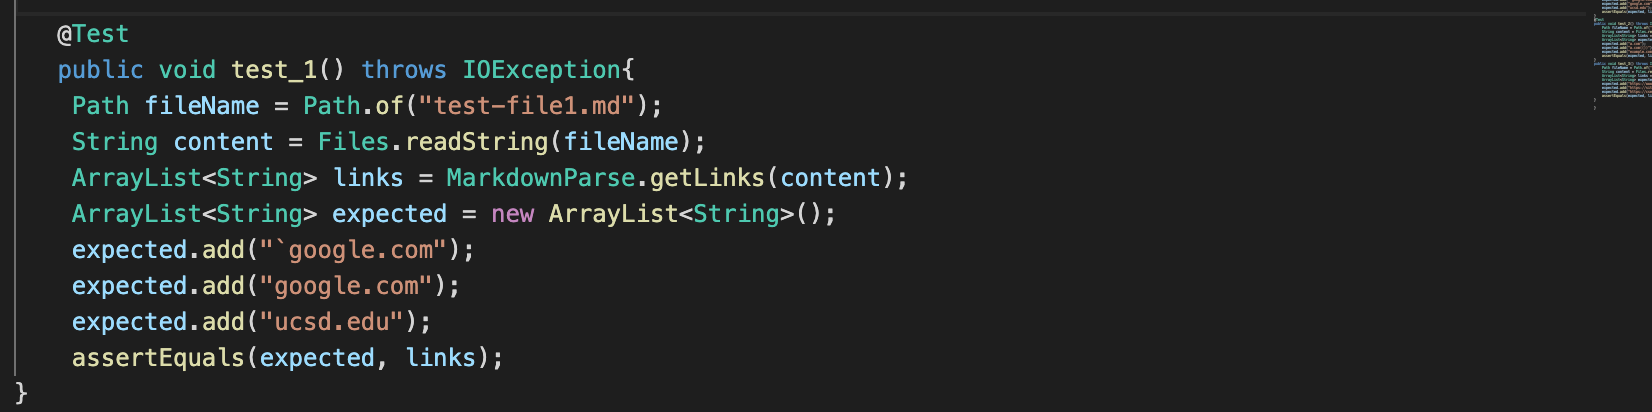 @Test
public void test_1() throws IOException{
Path fileName = Path.of("test-file1.md");
String content = Files.readString(fileName);
ArrayList<String> links = MarkdownParse.getLinks(content);
ArrayList<String> expected = new ArrayList<String>();
expected.add("`google.com");
expected.add("google.com");
expected.add("ucsd.edu");
assertEquals(expected, links);
}